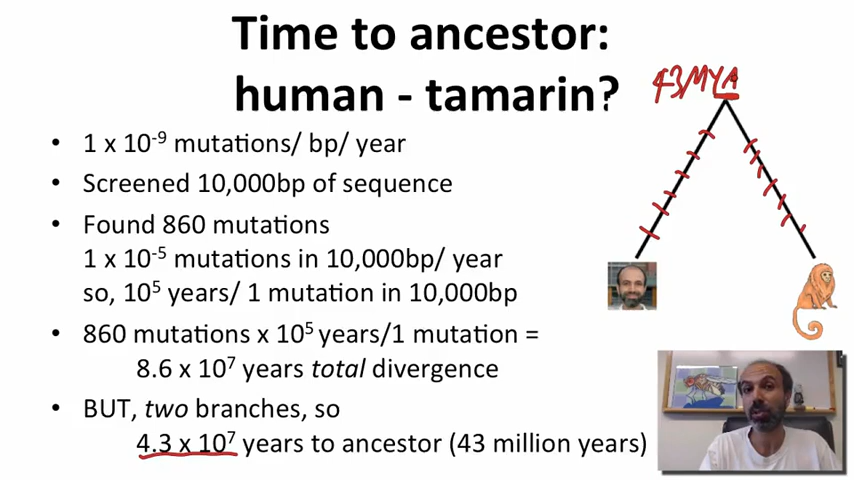 Time to ancestor:
human - tamarin?
43MYA
• 1 x 10⁻⁹ mutations/ bp/ year
• Screened 10,000bp of sequence
• Found 860 mutations
1 x 10⁻⁵ mutations in 10,000bp/ year
so, 10⁵ years/ 1 mutation in 10,000bp
• 860 mutations x 10⁵ years/1 mutation =
8.6 x 10⁷ years total divergence
• BUT, two branches, so
4.3 x 10⁷ years to ancestor (43 million years)